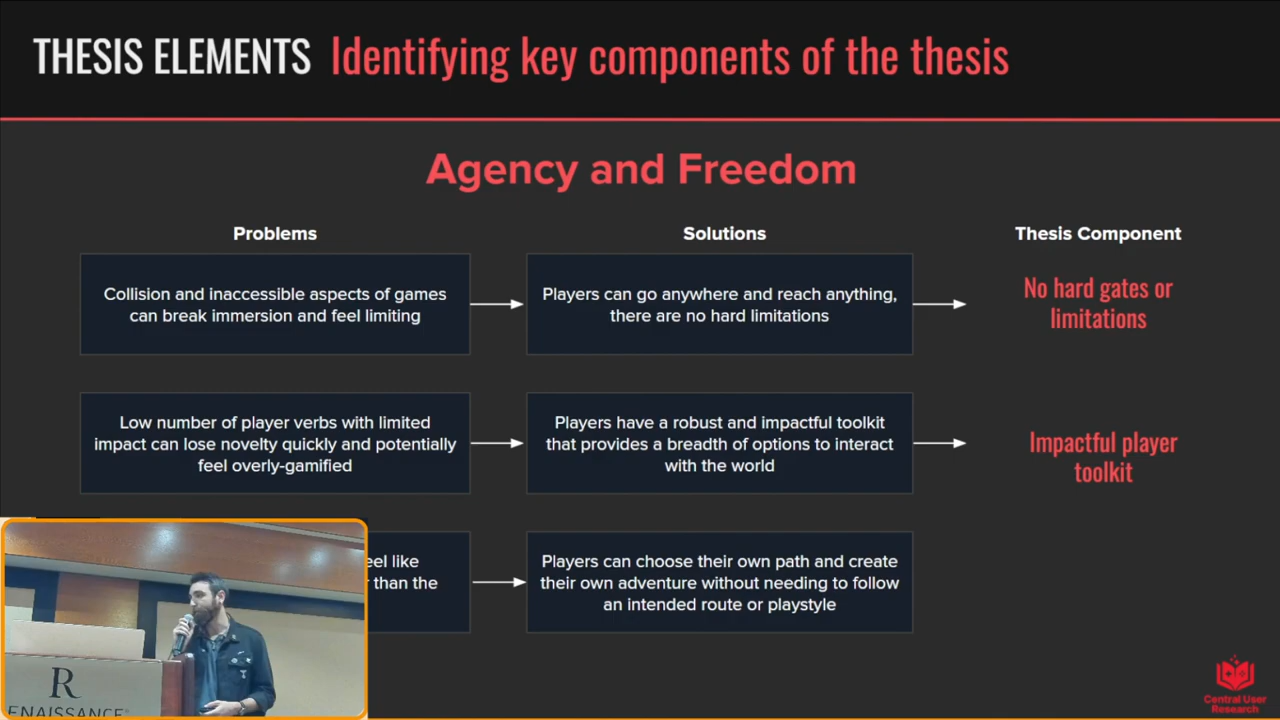 THESIS ELEMENTS Identifying key components of the thesis
Agency and Freedom
Problems
Solutions
Thesis Component
Collision and inaccessible aspects of games
can break immersion and feel limiting
Players can go anywhere and reach anything,
there are no hard limitations
No hard gates or
limitations
Low number of player verbs with limited
impact can lose novelty quickly and potentially
feel overly-gamified
Players have a robust and impactful toolkit
that provides a breadth of options to interact
with the world
Impactful player
toolkit
eel like
than the
Players can choose their own path and create
their own adventure without needing to follow
an intended route or playstyle
R
ENAISSANCE
Central User
Research